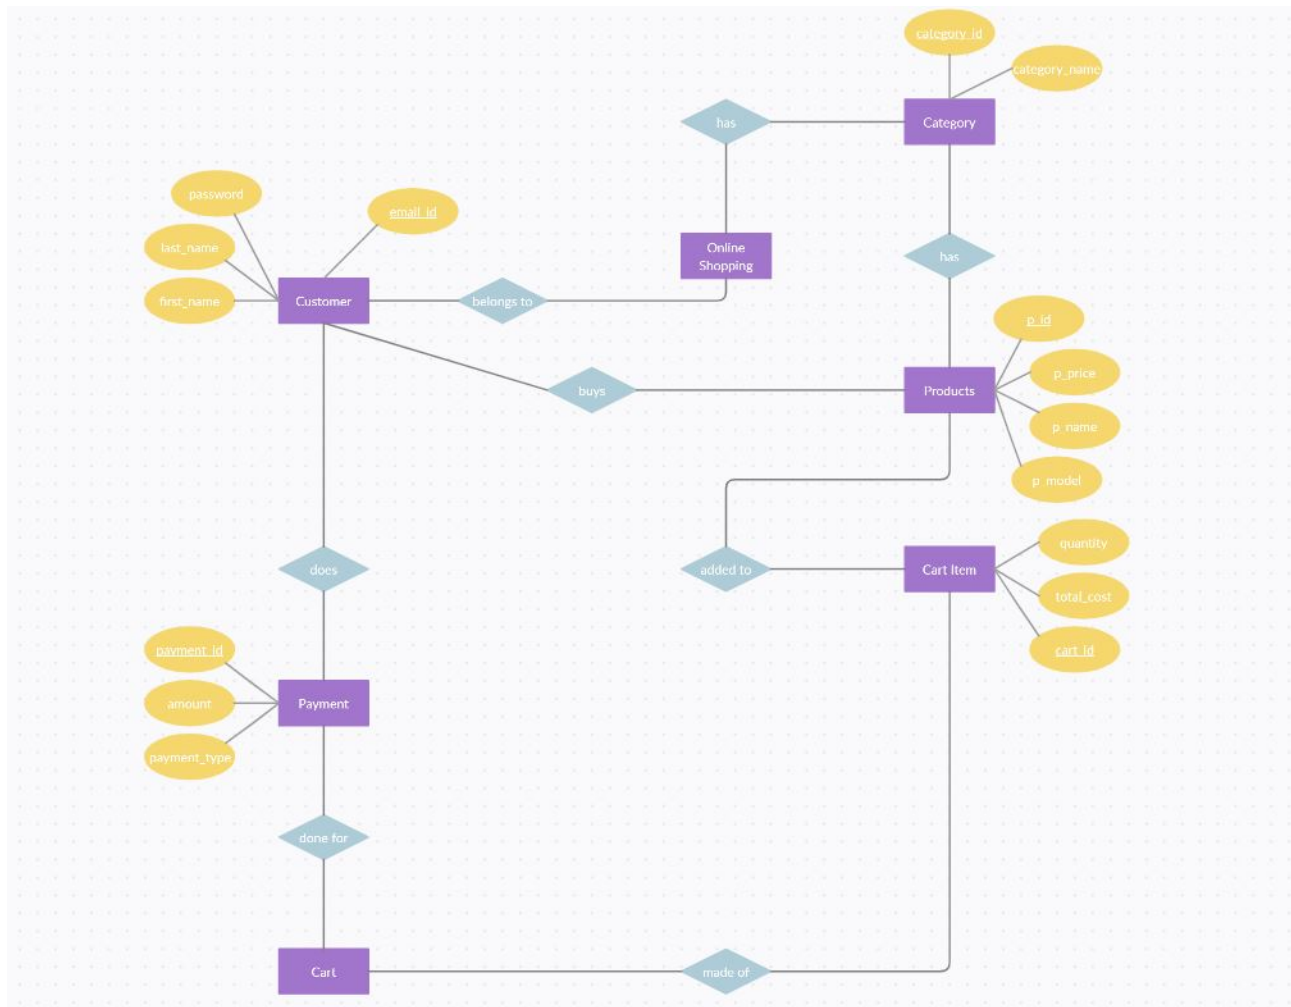 category_id
category_name
has
Category
password
email_id
last_name
Online
Shopping
has
first_name
Customer
belongs to
p_id
p_price
buys
Products
p_name
p_model
quantity
does
added to
Cart Item
total_cost
payment_id
cart_id
Payment
amount
payment_type
done for
Cart
made of